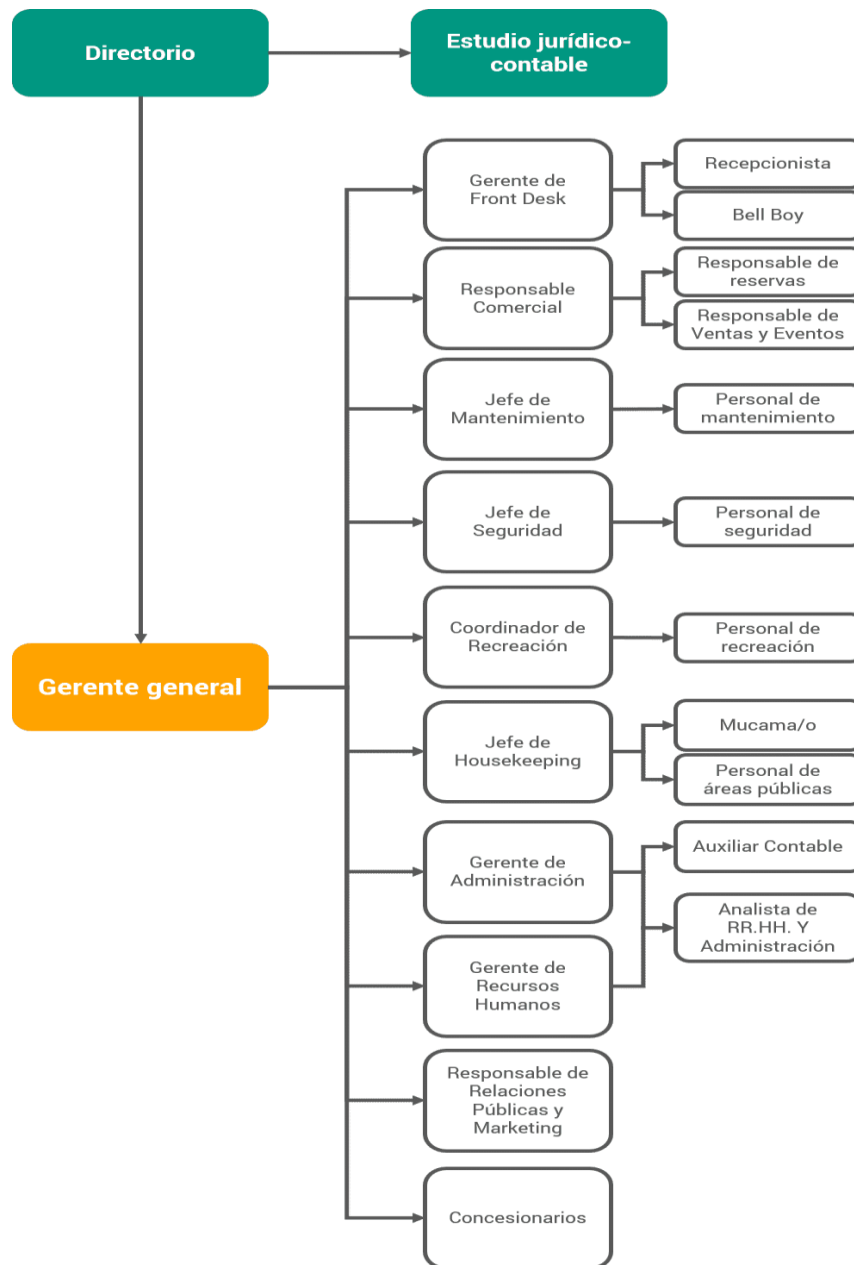 Directorio
Estudio jurídico-
contable
Gerente de
Front Desk
Recepcionista
Bell Boy
Responsable
Comercial
Responsable de
reservas
Responsable de
Ventas y Eventos
Jefe de
Mantenimiento
Personal de
mantenimiento
Jefe de
Seguridad
Personal de
seguridad
Coordinador de
Recreación
Personal de
recreación
Gerente general
Jefe de
Housekeeping
Mucama/o
Personal de
áreas públicas
Gerente de
Administración
Auxiliar Contable
Analista de
RR.HH. Y
Administración
Gerente de
Recursos
Humanos
Responsable de
Relaciones
Públicas y
Marketing
Concesionarios